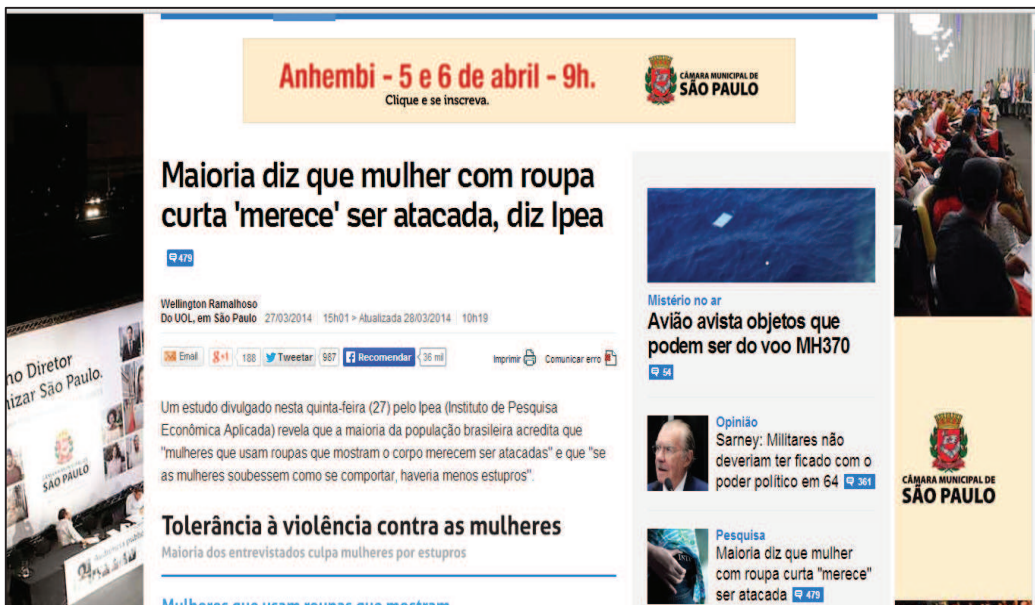 Anhembi - 5 e 6 de abril - 9h.
Clique e se inscreva.
CÂMARA MUNICIPAL DE
SÃO PAULO
Maioria diz que mulher com roupa
curta 'merece' ser atacada, diz Ipea
479
Wellington Ramalhoso
Do UOL, em São Paulo 27/03/2014 15h01 > Atualizada 28/03/2014 10h19
Email 188 Tweetar 987 Recomendar 36 mil Imprimir Comunicar erro
Um estudo divulgado nesta quinta-feira (27) pelo Ipea (Instituto de Pesquisa
Econômica Aplicada) revela que a maioria da população brasileira acredita que
"mulheres que usam roupas que mostram o corpo merecem ser atacadas" e que "se
as mulheres soubessem como se comportar, haveria menos estupros".
Tolerância à violência contra as mulheres
Maioria dos entrevistados culpa mulheres por estupros
Mulheres que usam roupas que mostram
Mistério no ar
Avião avista objetos que
podem ser do voo MH370
54
Opinião
Sarney: Militares não
deveriam ter ficado com o
poder político em 64 361
Pesquisa
Maioria diz que mulher
com roupa curta "merece"
ser atacada 479
no Diretor
nizar São Paulo.
SÃO PAULO
CÂMARA MUNICIPAL DE
SÃO PAULO